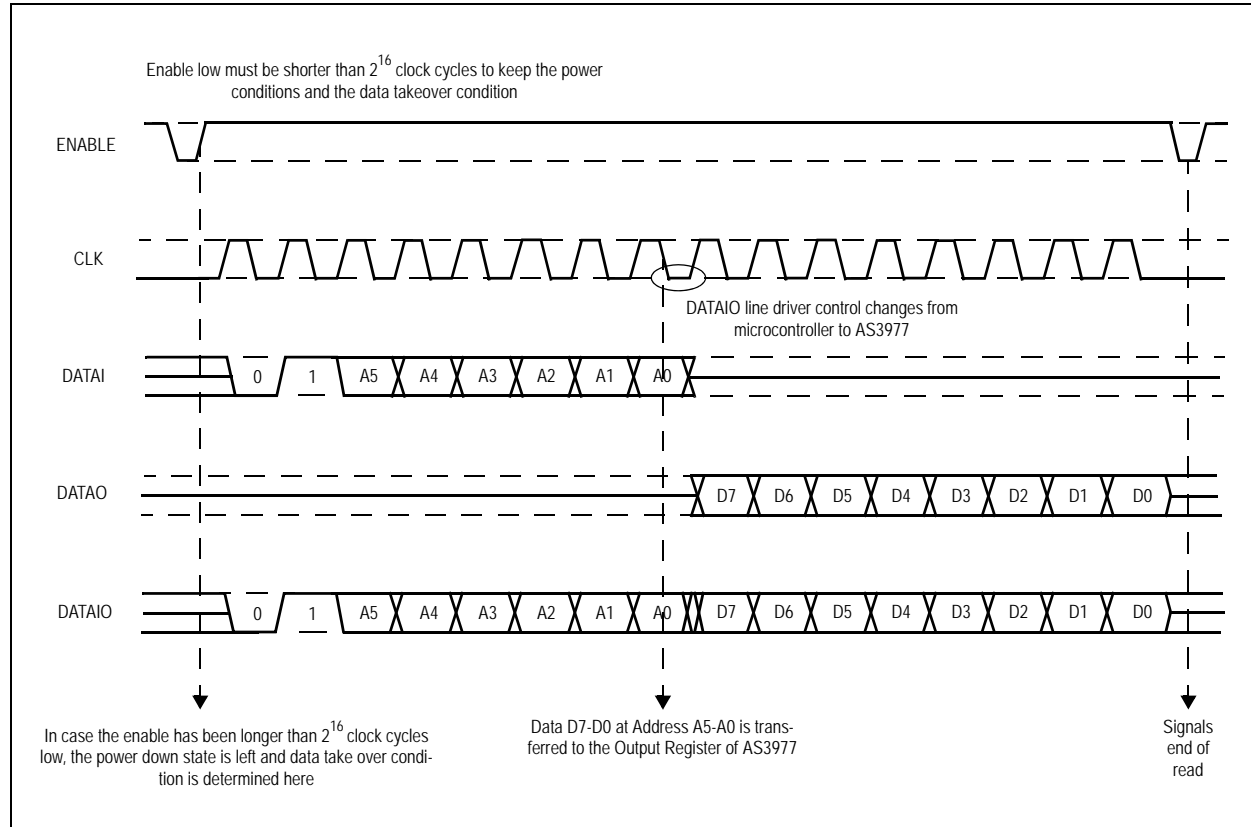 Enable low must be shorter than 2^16 clock cycles to keep the power
conditions and the data takeover condition
ENABLE
CLK
DATAIO line driver control changes from
microcontroller to AS3977
DATAI
0 1 A5 A4 A3 A2 A1 A0
DATAO
D7 D6 D5 D4 D3 D2 D1 D0
DATAIO
0 1 A5 A4 A3 A2 A1 A0 D7 D6 D5 D4 D3 D2 D1 D0
In case the enable has been longer than 2^16 clock cycles
low, the power down state is left and data take over condi-
tion is determined here
Data D7-D0 at Address A5-A0 is trans-
ferred to the Output Register of AS3977
Signals
end of
read